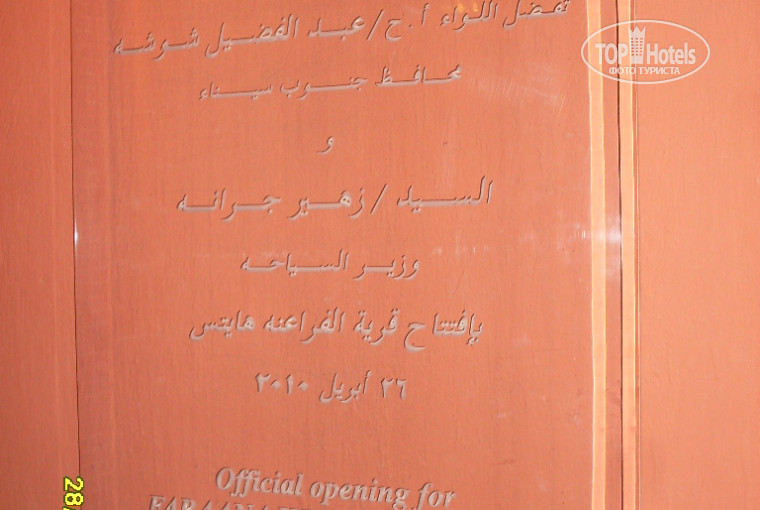 تفضل اللواء أ.ح/عبد الفضيل شوشه
محافظ جنوب سيناء
و
السيد/زهير جرانه
وزير السياحه
بإفتتاح قرية الفراعنه هايتس
٢٦ أبريل ٢٠١٠
Official opening for
TOP Hotels
ФОТО ТУРИСТА
28